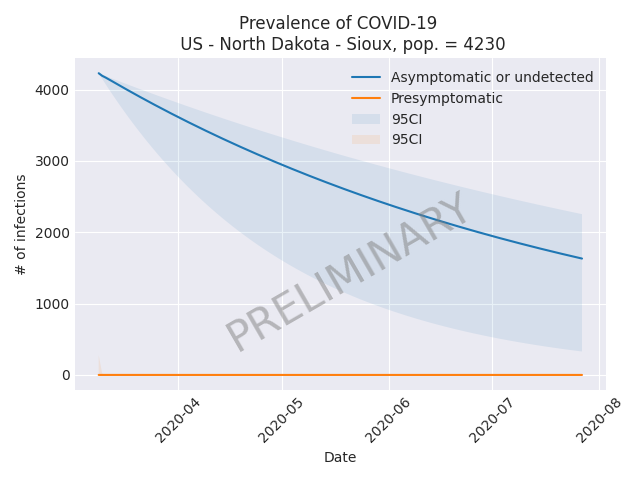 Prevalence of COVID-19
US - North Dakota - Sioux, pop. = 4230
Asymptomatic or undetected
Presymptomatic
95CI
95CI
4000
3000
2000
1000
0
# of infections
PRELIMINARY
2020-04
2020-05
2020-06
2020-07
2020-08
Date